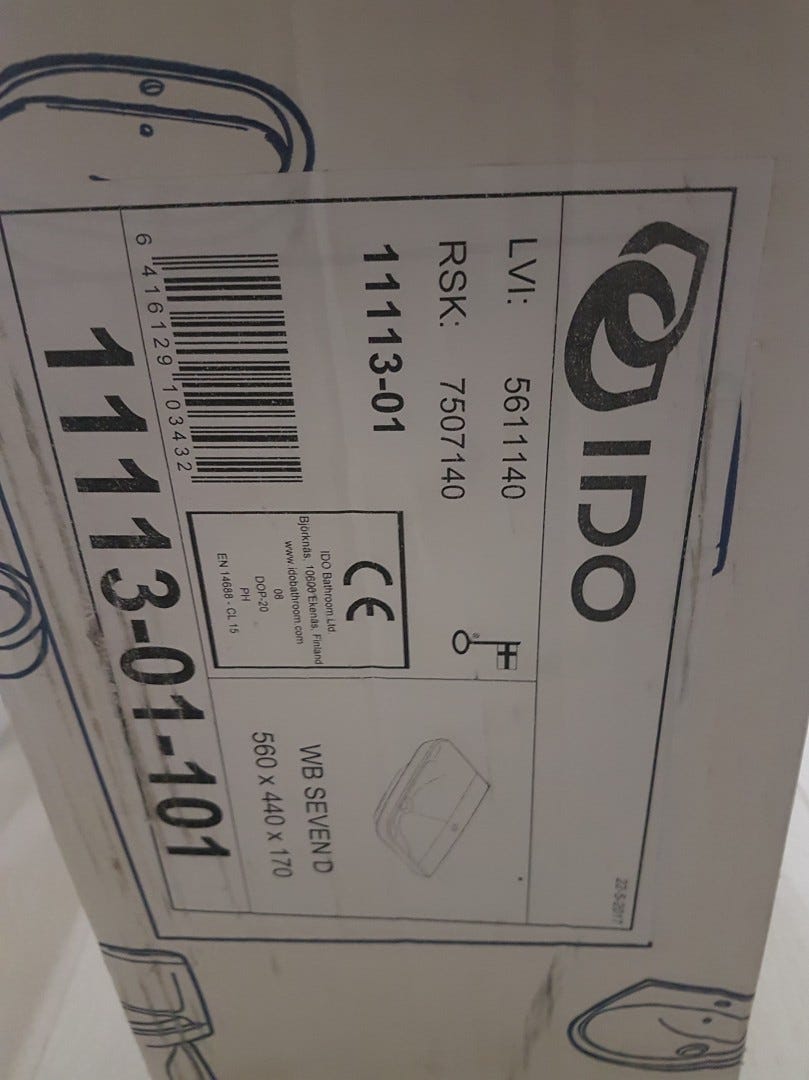 IDO
22-5-2017
LVI: 5611140
RSK: 7507140
11113-01
6 416129 103432
CE
IDO Bathroom Ltd
Björknäs, 10600 Ekenäs, Finland
www.idobathroom.com
08
DOP-20
PH
EN 14688 - CL 15
WB SEVEN D
560 x 440 x 170
11113-01-101